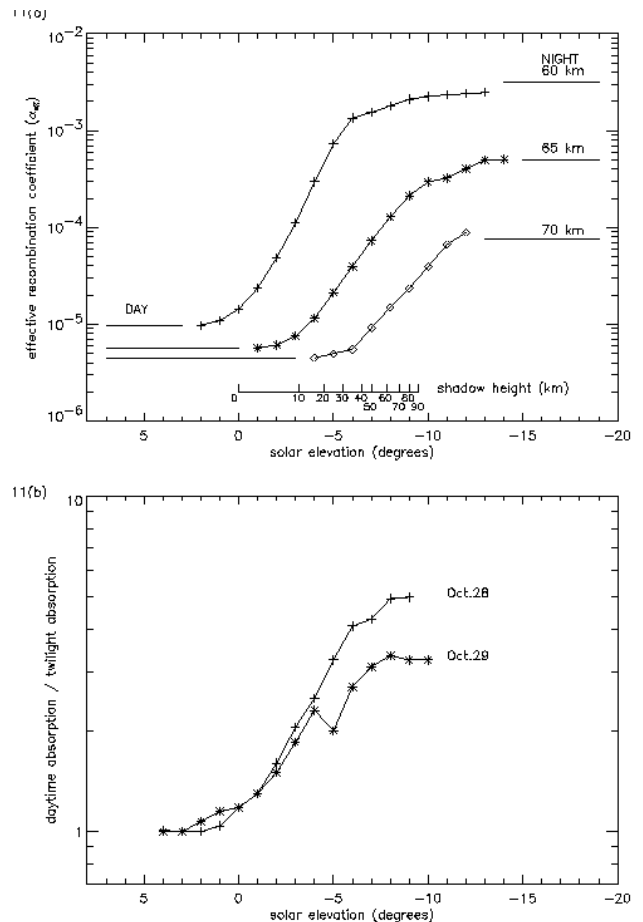 11(a)
10⁻²
NIGHT
60 km
10⁻³
65 km
10⁻⁴
70 km
DAY
10⁻⁵
0 10 20 30 40 60 80 shadow height (km)
50 70 90
10⁻⁶
effective recombination coefficient (α_eff)
5 0 −5 −10 −15 −20
solar elevation (degrees)
11(b)
10
Oct.28
Oct.29
1
daytime absorption / twilight absorption
5 0 −5 −10 −15 −20
solar elevation (degrees)